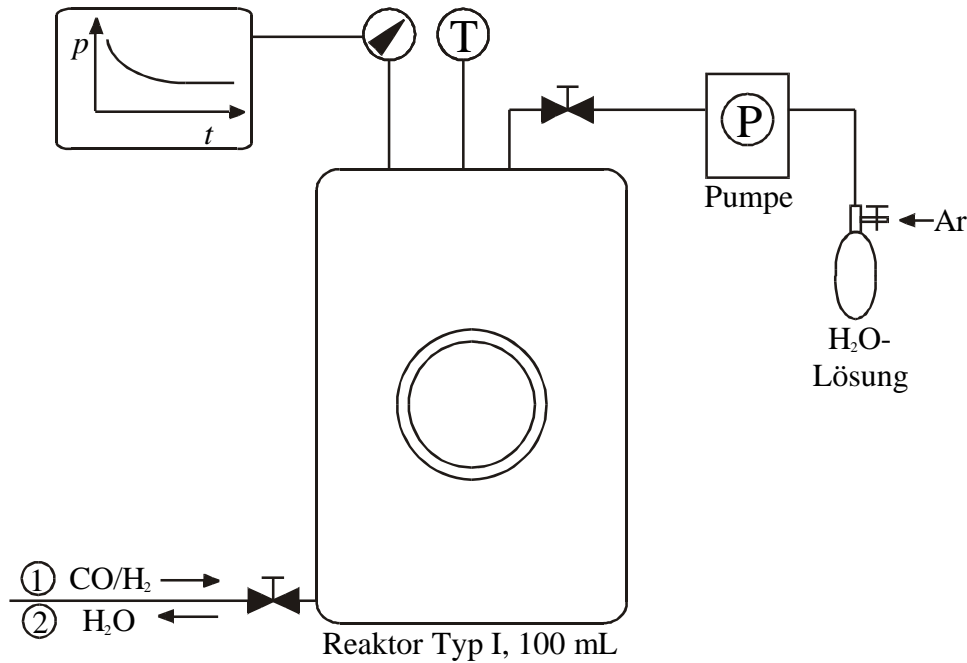 p
t
T
P
Pumpe
Ar
H₂O-
Lösung
1 CO/H₂
2 H₂O
Reaktor Typ I, 100 mL